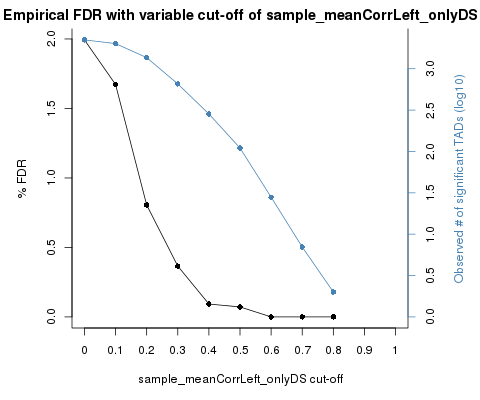 Empirical FDR with variable cut-off of sample_meanCorrLeft_onlyDS
% FDR
2.0
1.5
1.0
0.5
0.0
3.0
2.5
2.0
1.5
1.0
0.5
0.0
Observed # of significant TADs (log10)
0 0.1 0.2 0.3 0.4 0.5 0.6 0.7 0.8 0.9 1
sample_meanCorrLeft_onlyDS cut-off